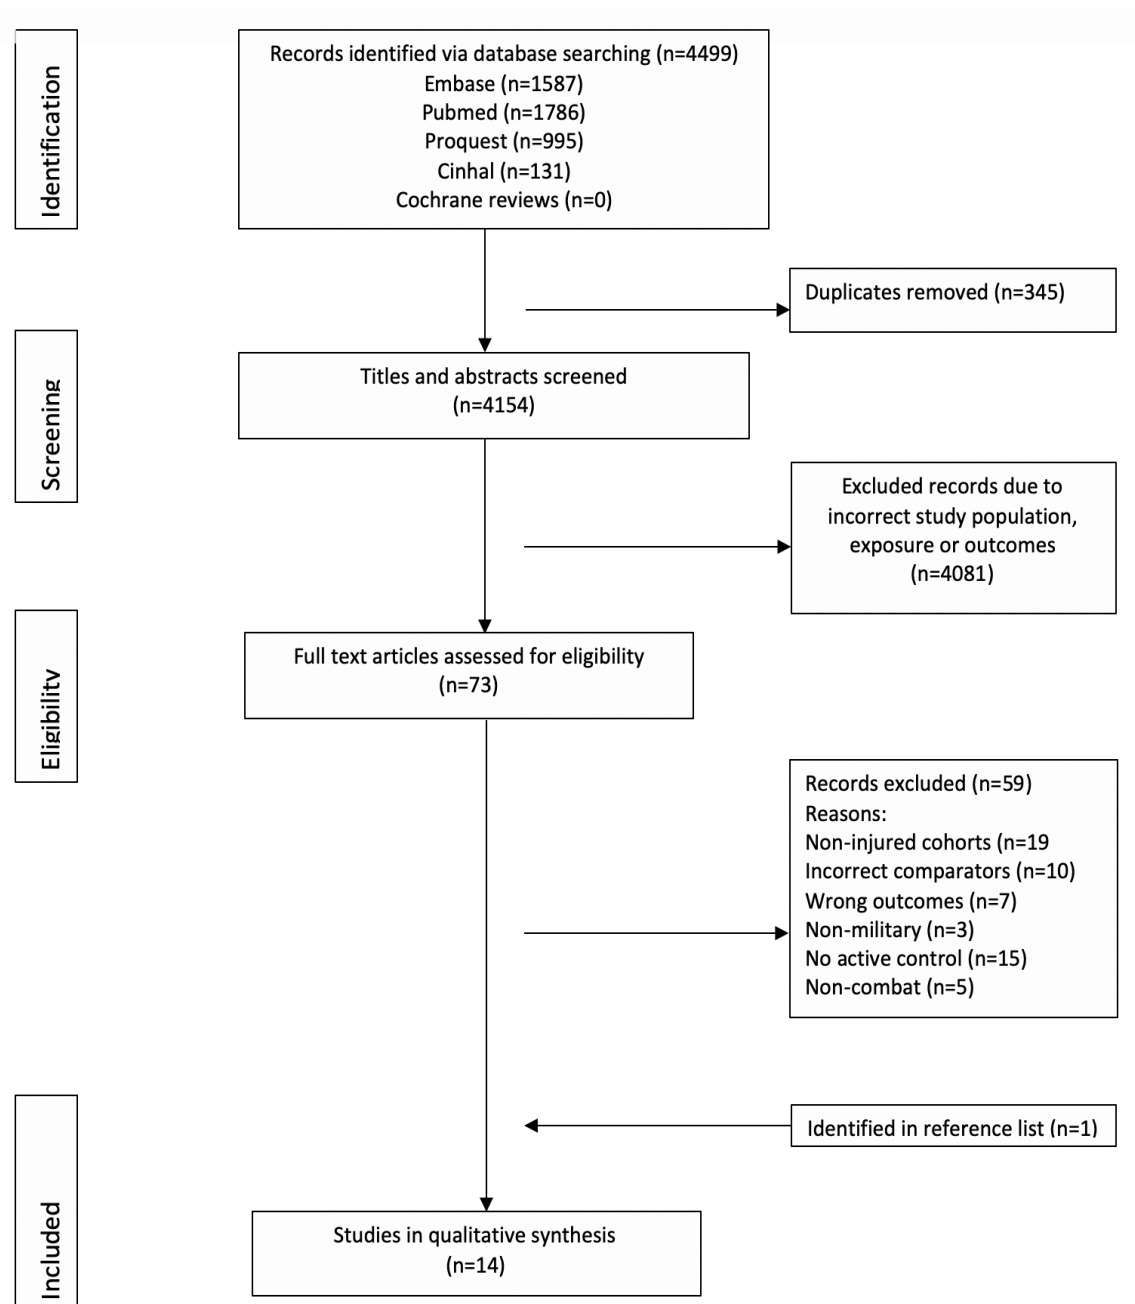 Identification
Records identified via database searching (n=4499)
Embase (n=1587)
Pubmed (n=1786)
Proquest (n=995)
Cinhal (n=131)
Cochrane reviews (n=0)
Duplicates removed (n=345)
Screening
Titles and abstracts screened
(n=4154)
Excluded records due to
incorrect study population,
exposure or outcomes
(n=4081)
Eligibility
Full text articles assessed for eligibility
(n=73)
Records excluded (n=59)
Reasons:
Non-injured cohorts (n=19
Incorrect comparators (n=10)
Wrong outcomes (n=7)
Non-military (n=3)
No active control (n=15)
Non-combat (n=5)
Identified in reference list (n=1)
Included
Studies in qualitative synthesis
(n=14)